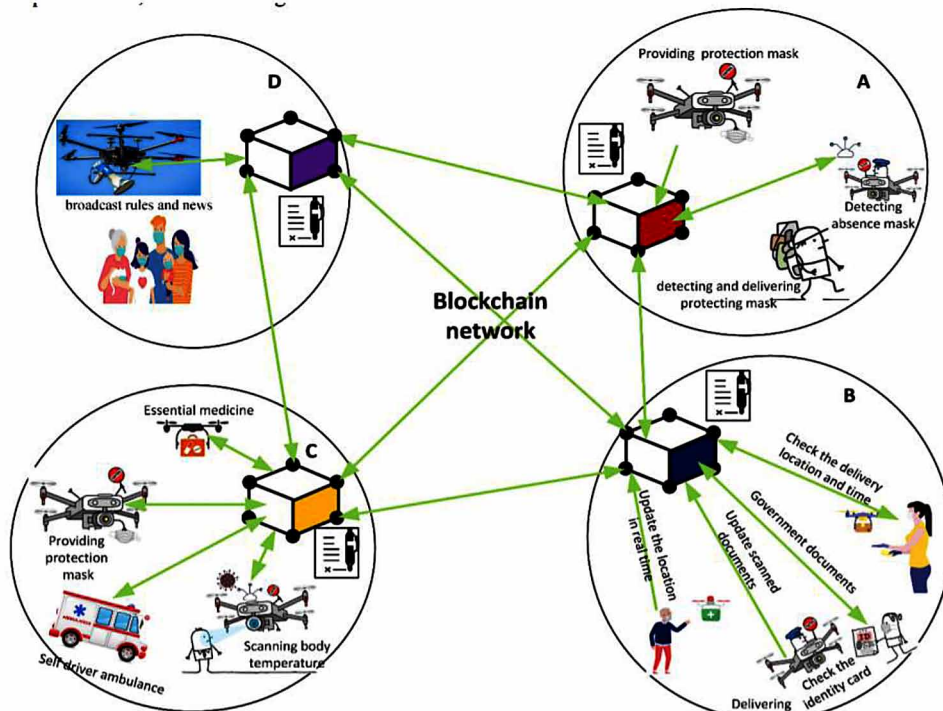 D
broadcast rules and news
Providing protection mask
A
Detecting
absence mask
detecting and delivering
protecting mask
Blockchain
network
Essential medicine
C
Providing
protection
mask
Self driver ambulance
Scanning body
temperature
B
Check the delivery
location and time
Government documents
Update scanned
documents
Update the location
in real time
Delivering
Check the
identity card